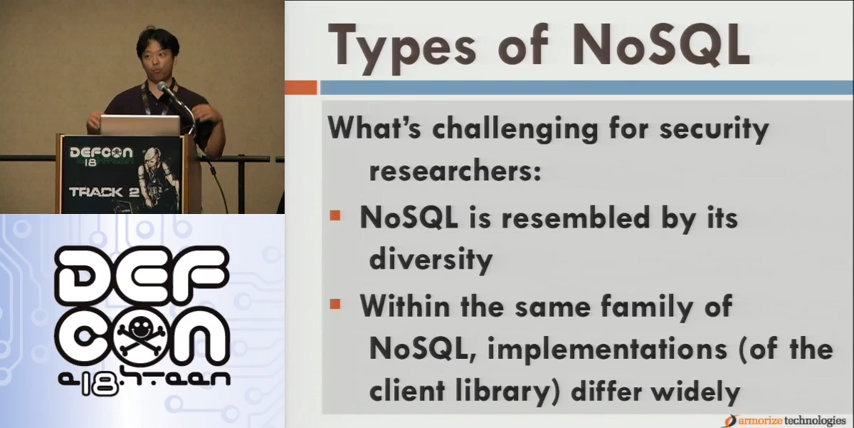 DEFCON
18
TRACK 2
DEF
CON
e18hteen
Types of NoSQL
What's challenging for security
researchers:
NoSQL is resembled by its
diversity
Within the same family of
NoSQL, implementations (of the
client library) differ widely
armorize technologies